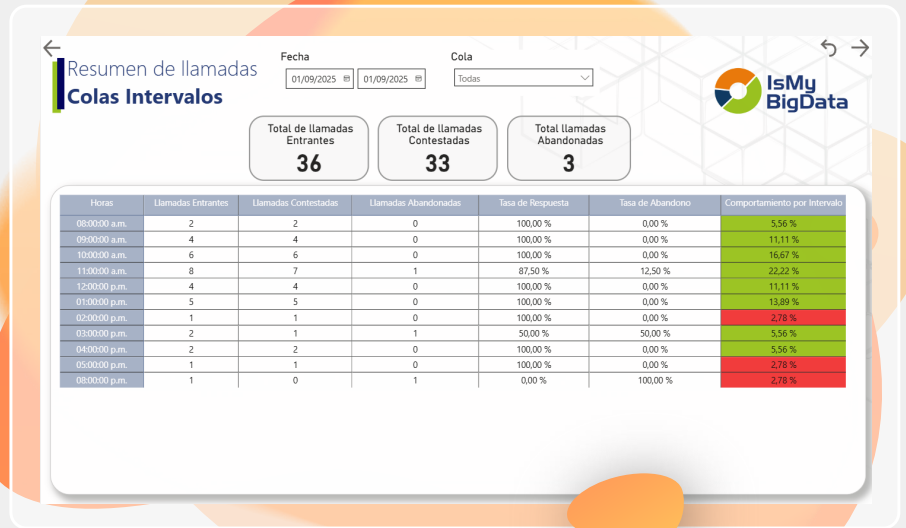 Resumen de llamadas
Colas Intervalos
Fecha
01/09/2025 01/09/2025
Cola
Todas
IsMy
BigData
Total de llamadas
Entrantes
36
Total de llamadas
Contestadas
33
Total llamadas
Abandonadas
3
Horas Llamadas Entrantes Llamadas Contestadas Llamadas Abandonadas Tasa de Respuesta Tasa de Abandono Comportamiento por Intervalo
08:00:00 a.m. 2 2 0 100,00 % 0,00 % 5,56 %
09:00:00 a.m. 4 4 0 100,00 % 0,00 % 11,11 %
10:00:00 a.m. 6 6 0 100,00 % 0,00 % 16,67 %
11:00:00 a.m. 8 7 1 87,50 % 12,50 % 22,22 %
12:00:00 p.m. 4 4 0 100,00 % 0,00 % 11,11 %
01:00:00 p.m. 5 5 0 100,00 % 0,00 % 13,89 %
02:00:00 p.m. 1 1 0 100,00 % 0,00 % 2,78 %
03:00:00 p.m. 2 1 1 50,00 % 50,00 % 5,56 %
04:00:00 p.m. 2 2 0 100,00 % 0,00 % 5,56 %
05:00:00 p.m. 1 1 0 100,00 % 0,00 % 2,78 %
08:00:00 p.m. 1 0 1 0,00 % 100,00 % 2,78 %